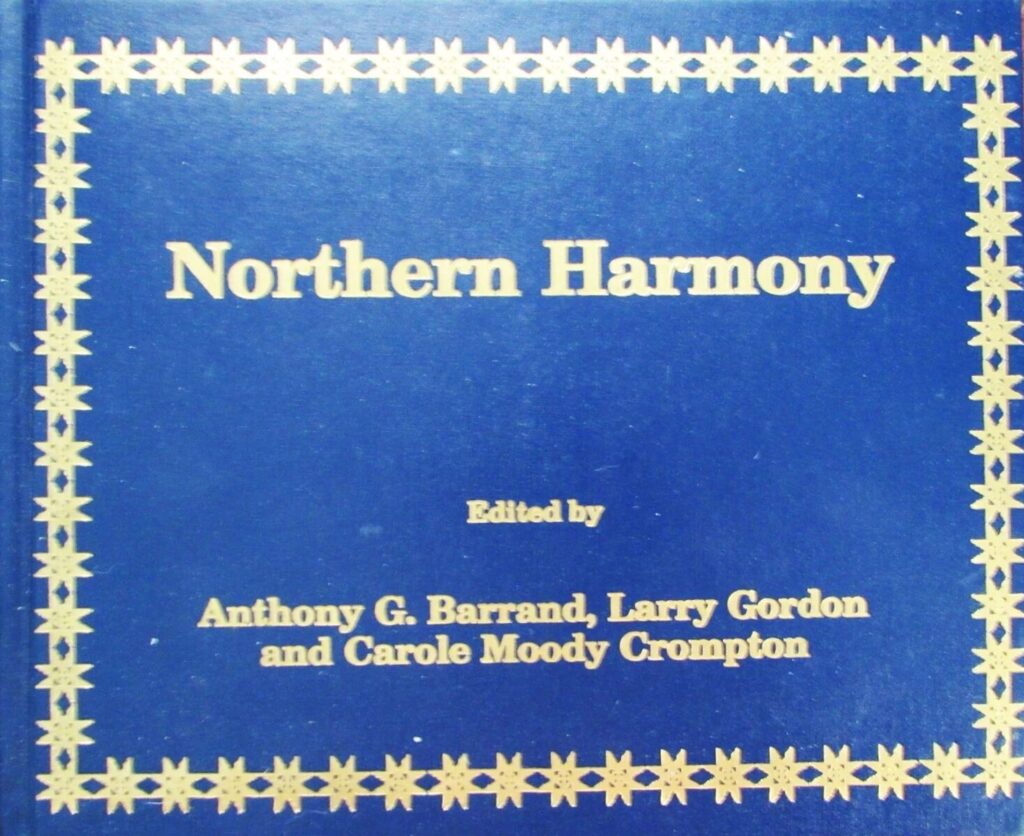 Northern Harmony
Edited by
Anthony G. Barrand, Larry Gordon
and Carole Moody Crompton